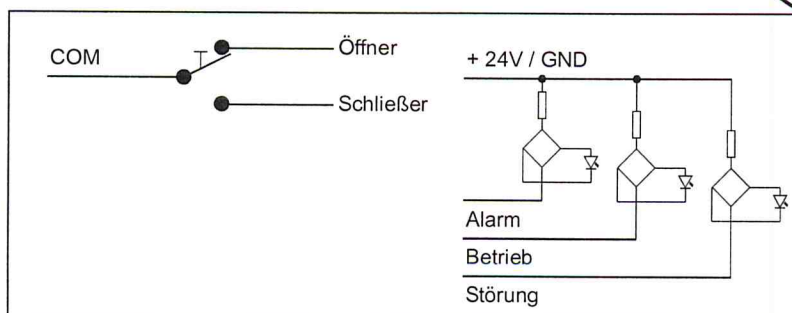 COM
Öffner
Schließer
+ 24V / GND
Alarm
Betrieb
Störung